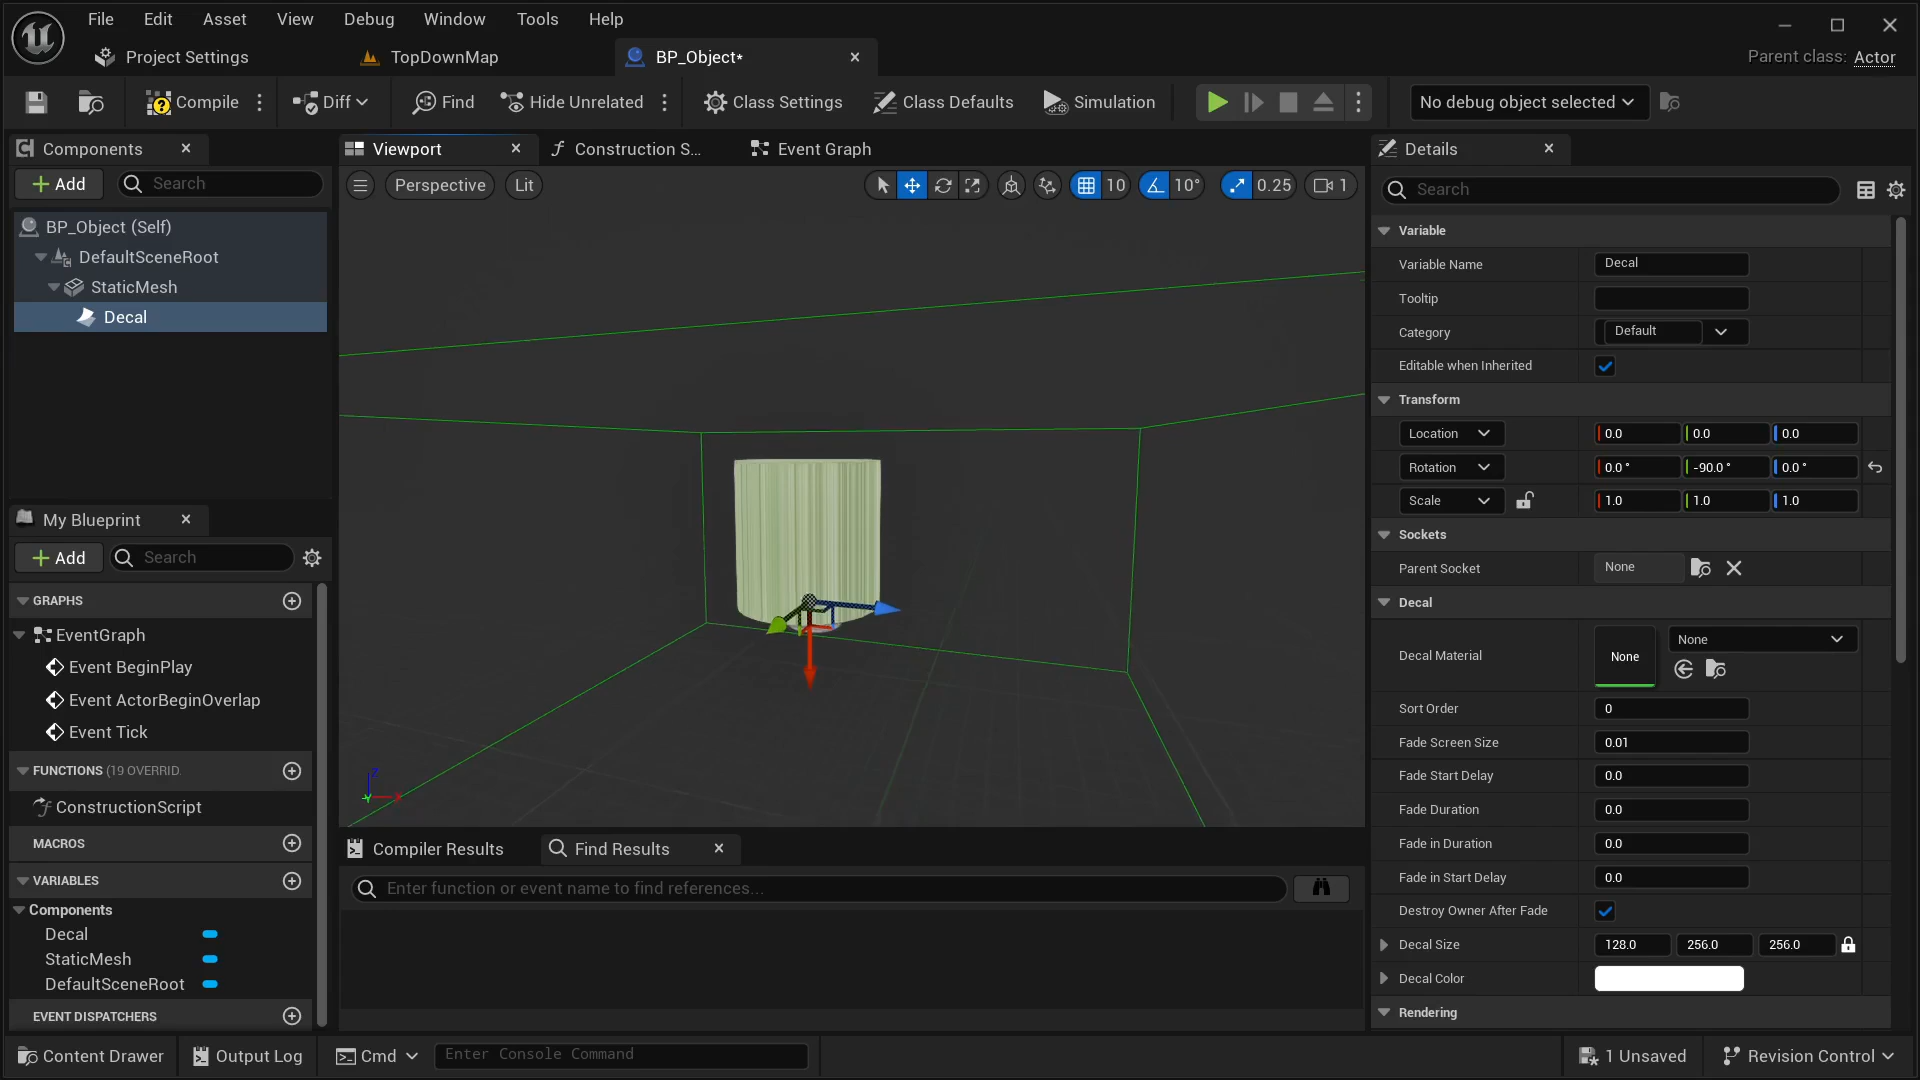 File Edit Asset View Debug Window Tools Help
Project Settings TopDownMap BP_Object*
Parent class: Actor
Compile Diff Find Hide Unrelated Class Settings Class Defaults Simulation No debug object selected
Components
Add Search
BP_Object (Self)
DefaultSceneRoot
StaticMesh
Decal
My Blueprint
Add Search
GRAPHS
EventGraph
Event BeginPlay
Event ActorBeginOverlap
Event Tick
FUNCTIONS (19 OVERRID
ConstructionScript
MACROS
VARIABLES
Components
Decal
StaticMesh
DefaultSceneRoot
EVENT DISPATCHERS
Viewport Construction S... Event Graph
Perspective Lit 10 10° 0.25 1
Z
X
Y
Compiler Results Find Results
Enter function or event name to find references...
Details
Search
Variable
Variable Name Decal
Tooltip
Category Default
Editable when Inherited
Transform
Location 0.0 0.0 0.0
Rotation 0.0 ° -90.0 ° 0.0 °
Scale 1.0 1.0 1.0
Sockets
Parent Socket None
Decal
Decal Material None None
Sort Order 0
Fade Screen Size 0.01
Fade Start Delay 0.0
Fade Duration 0.0
Fade in Duration 0.0
Fade in Start Delay 0.0
Destroy Owner After Fade
Decal Size 128.0 256.0 256.0
Decal Color
Rendering
Content Drawer Output Log Cmd Enter Console Command 1 Unsaved Revision Control